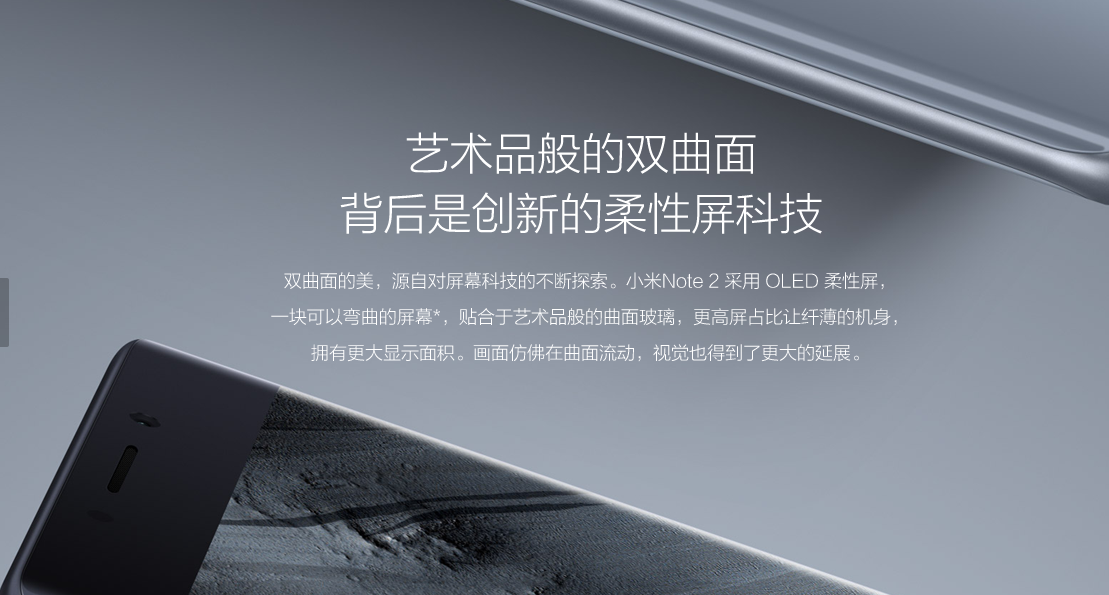 艺术品般的双曲面
背后是创新的柔性屏科技
双曲面的美，源自对屏幕科技的不断探索。小米Note 2 采用 OLED 柔性屏，
一块可以弯曲的屏幕*，贴合于艺术品般的曲面玻璃，更高屏占比让纤薄的机身，
拥有更大显示面积。画面仿佛在曲面流动，视觉也得到了更大的延展。